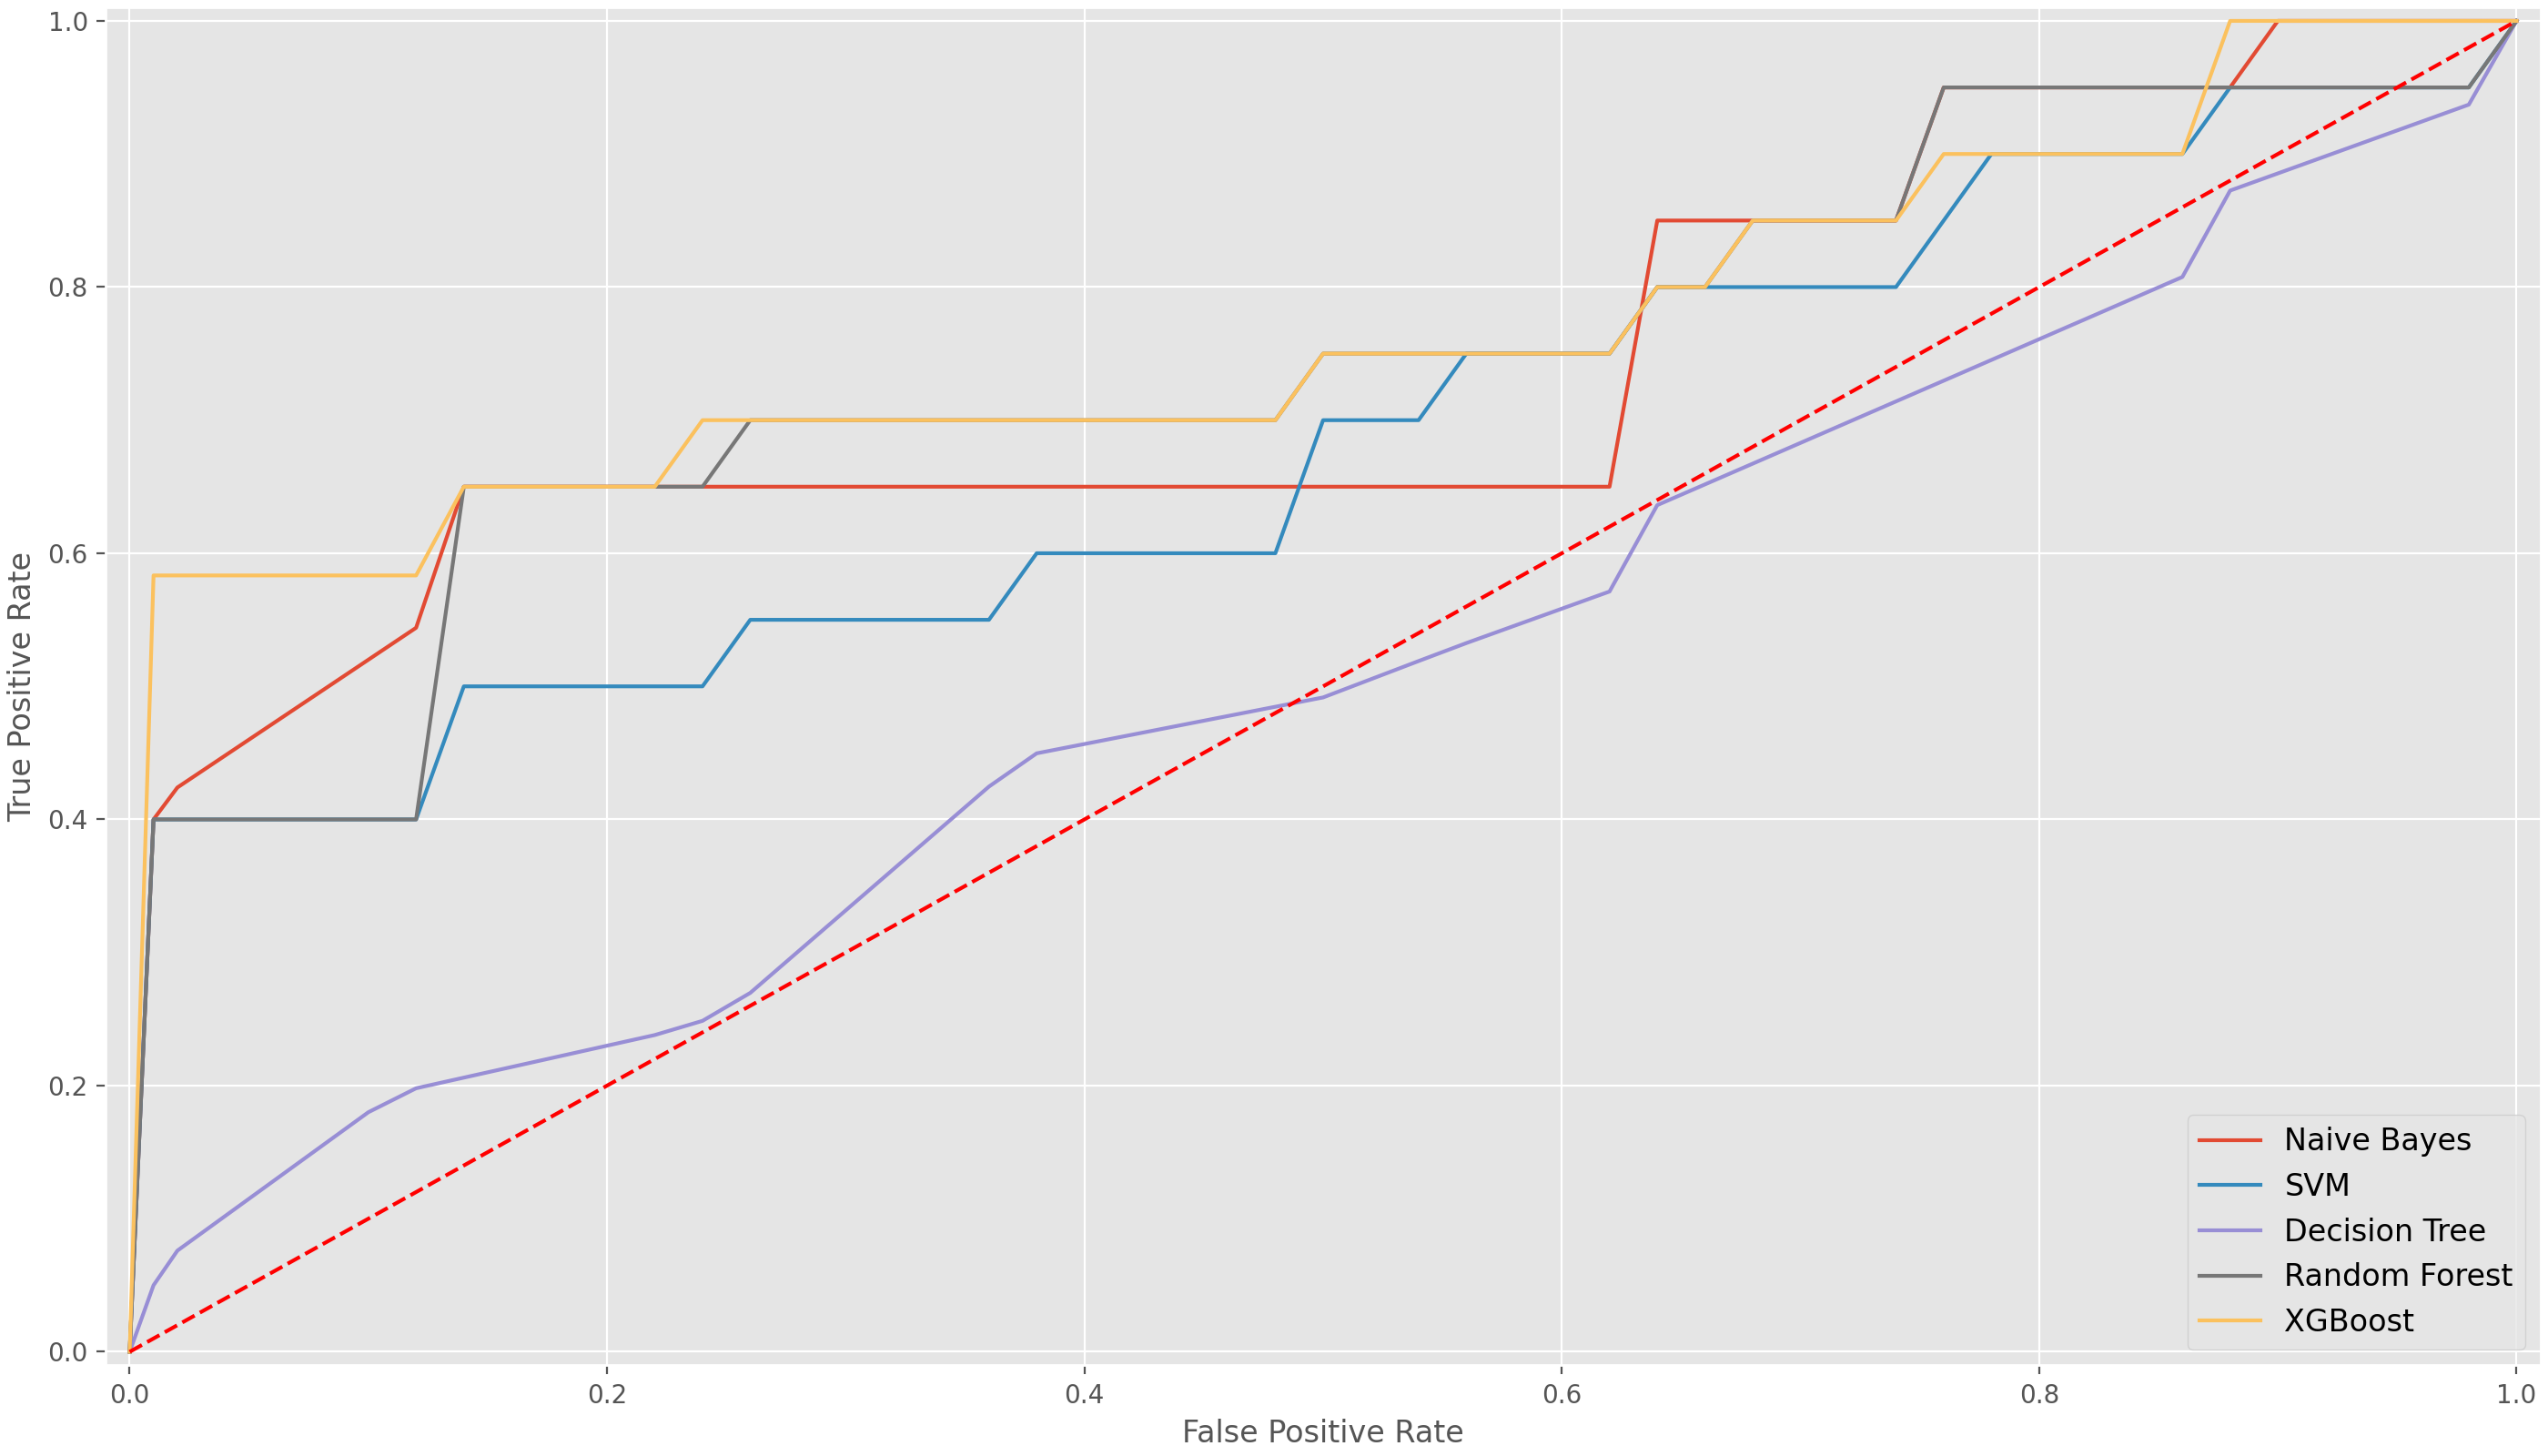 1.0
0.8
0.6
0.4
0.2
0.0
True Positive Rate
0.0 0.2 0.4 0.6 0.8 1.0
False Positive Rate
Naive Bayes
SVM
Decision Tree
Random Forest
XGBoost